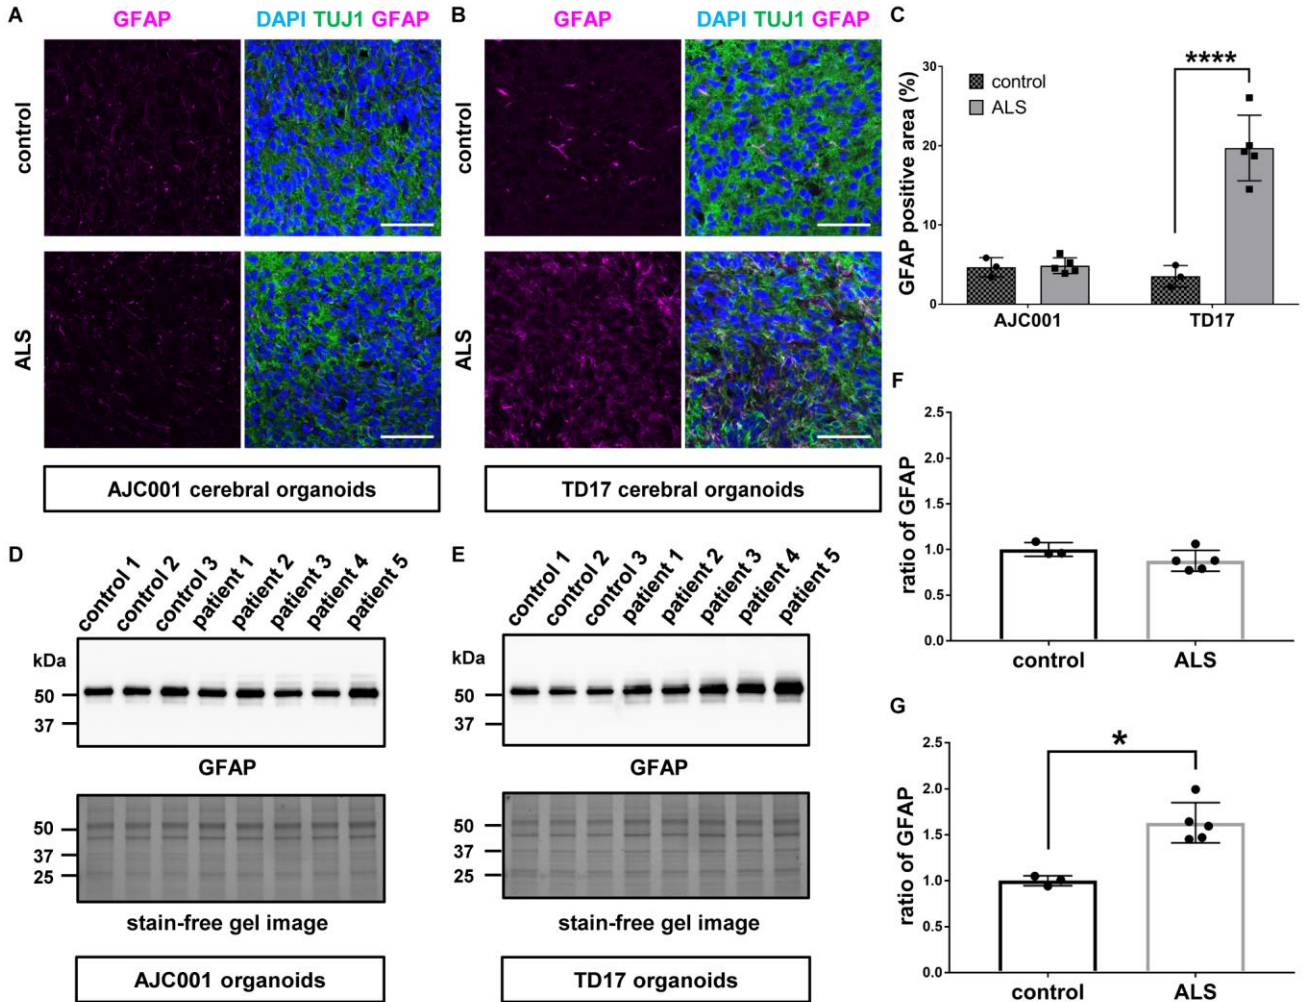 A
GFAP
DAPI TUJ1 GFAP
control
ALS
AJC001 cerebral organoids
B
GFAP
DAPI TUJ1 GFAP
control
ALS
TD17 cerebral organoids
C
GFAP positive area (%)
30
20
10
0
control
ALS
****
AJC001
TD17
D
control 1
control 2
control 3
patient 1
patient 2
patient 3
patient 4
patient 5
kDa
50
37
GFAP
50
37
25
stain-free gel image
AJC001 organoids
E
control 1
control 2
control 3
patient 1
patient 2
patient 3
patient 4
patient 5
kDa
50
37
GFAP
50
37
25
stain-free gel image
TD17 organoids
F
ratio of GFAP
2.5
2.0
1.5
1.0
0.5
0.0
control
ALS
G
ratio of GFAP
2.5
2.0
1.5
1.0
0.5
0.0
*
control
ALS